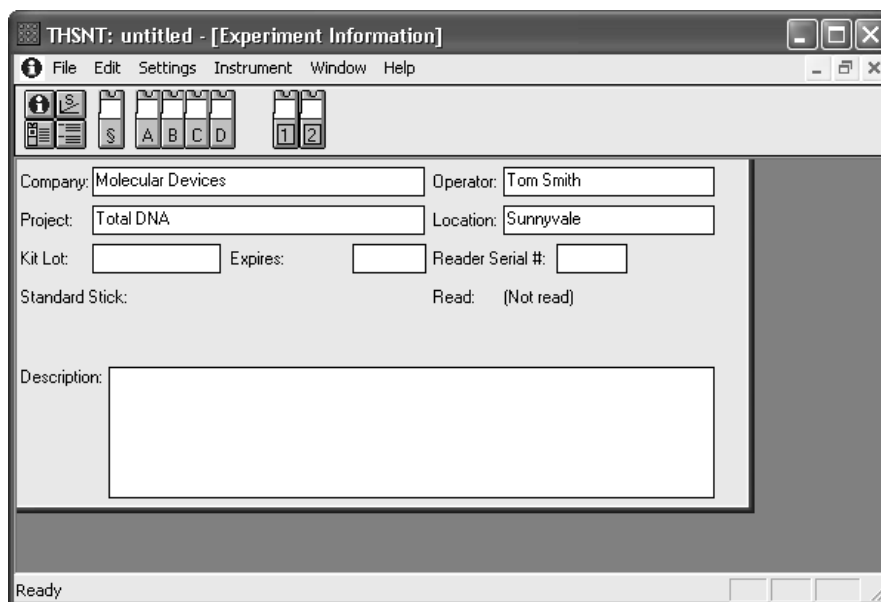 THSNT: untitled - [Experiment Information]
File Edit Settings Instrument Window Help
§ A B C D 1 2
Company: Molecular Devices Operator: Tom Smith
Project: Total DNA Location: Sunnyvale
Kit Lot: Expires: Reader Serial #:
Standard Stick: Read: (Not read)
Description:
Ready